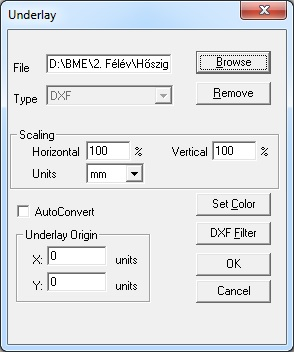 Underlay
File D:\BME\2. Félév\Hőszig Browse
Type DXF Remove
Scaling
Horizontal 100 % Vertical 100 %
Units mm
AutoConvert Set Color
Underlay Origin DXF Filter
X: 0 units OK
Y: 0 units Cancel